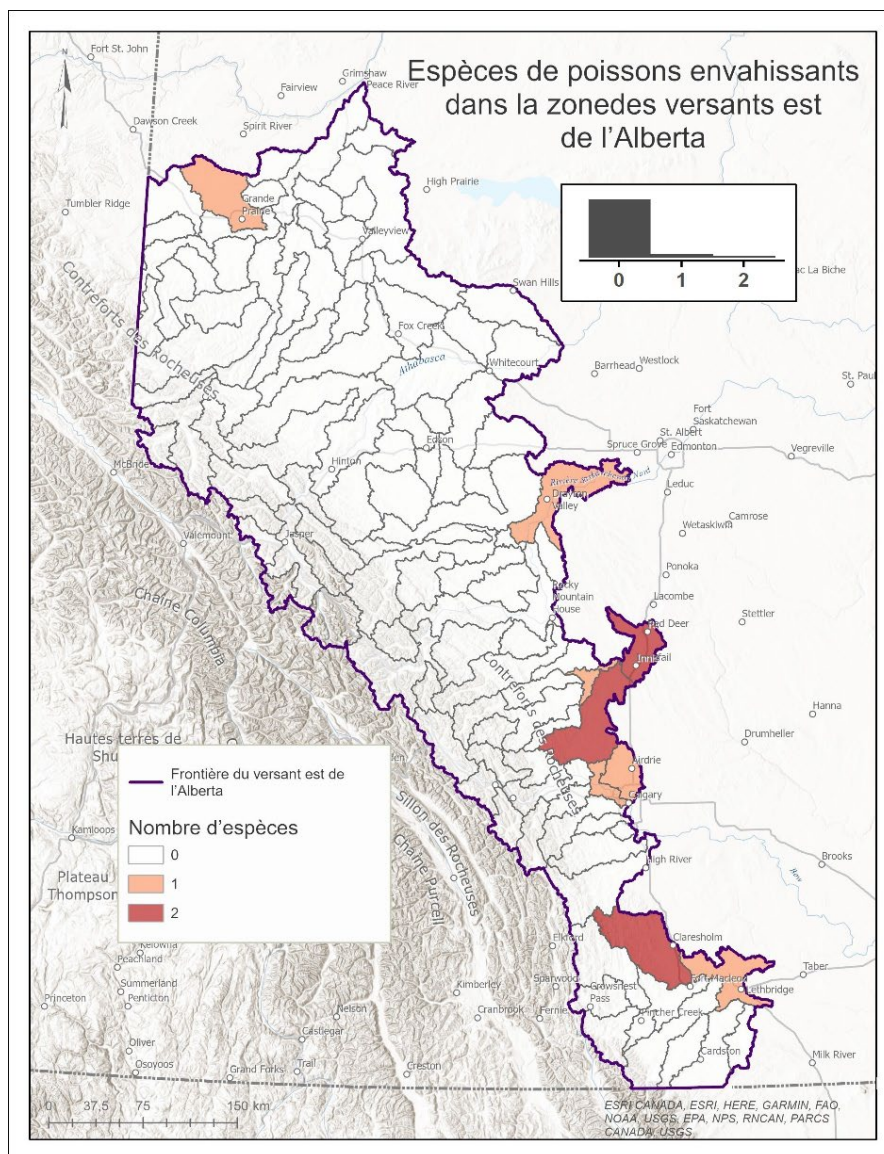 Espèces de poissons envahissants
dans la zonedes versants est
de l'Alberta
N
Fort St. John
Grimshaw
Peace River
Fairview
Dawson Creek
Spirit River
High Prairie
Tumbler Ridge
Grande
Prairie
Valleyview
0
1
2
Lac La Biche
Swan Hills
Contreforts des Rocheuses
Fox Creek
Athabasca
Whitecourt
Barrhead
Westlock
St. Paul
Fort
Saskatchewan
St. Albert
Edmonton
Spruce Grove
Vegreville
Edson
McBride
Hinton
Leduc
Drayton
Valley
Camrose
Wetaskiwin
Valemount
Jasper
Ponoka
Rocky
Mountain
House
Lacombe
Chaîne Columbia
Stettler
Red Deer
Innisfail
Contreforts des Rocheuses
Hanna
Hautes terres de
Drumheller
Airdrie
Calgary
Frontière du versant est de
l'Alberta
Nombre d'espèces
0
1
2
Sillon des Rocheuses
Chaîne Purcell
Kamloops
Plateau
Thompson
High River
Brooks
Bow
Kelowna
Peachland
Summerland
Penticton
Princeton
Elkford
Claresholm
Sparwood
Fort Macleod
Taber
Lethbridge
Kimberley
Crowsnest
Pass
Nelson
Cranbrook
Fernie
Pincher Creek
Castlegar
Oliver
Osoyoos
Trail
Grand Forks
Creston
Cardston
Milk River
0 37,5 75 150 km
ESRI CANADA, ESRI, HERE, GARMIN, FAO,
NOAA, USGS, EPA, NPS, RNCAN, PARCS
CANADA, USGS